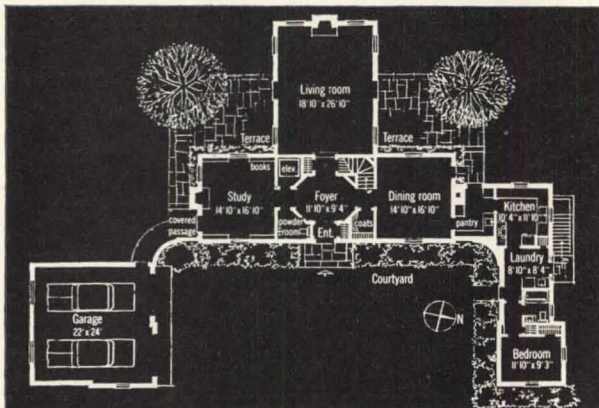 Living room
18'10" x 26'10"
Terrace
Terrace
books
elev.
Study
14'10" x 16'10"
Foyer
11'10" x 9'4"
Dining room
14'10" x 16'10"
powder
room
Ent.
coats
pantry
Kitchen
10'4" x 11'10"
Laundry
8'10" x 8'4"
covered
passage
Courtyard
N
Garage
22' x 24'
Bedroom
11'10" x 9'3"